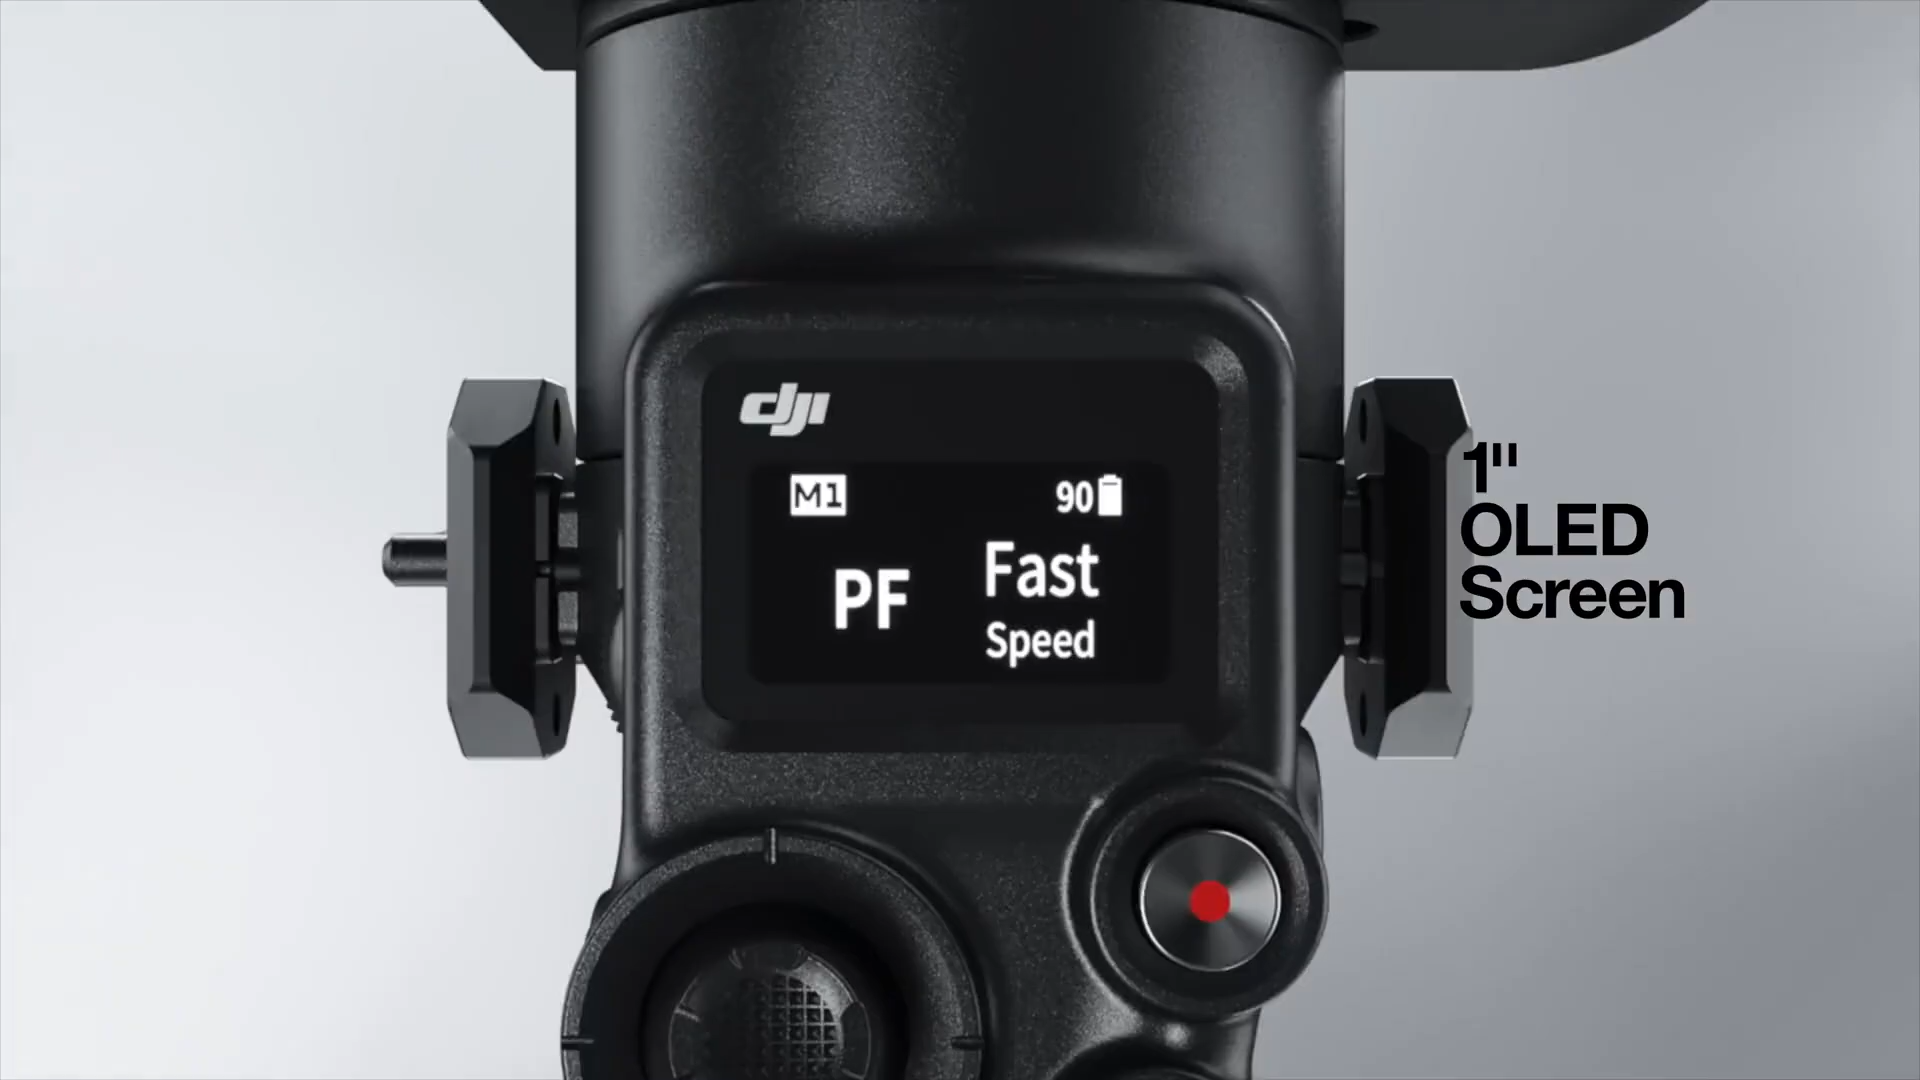 dji
M1
90
PF
Fast
Speed
1"
OLED
Screen